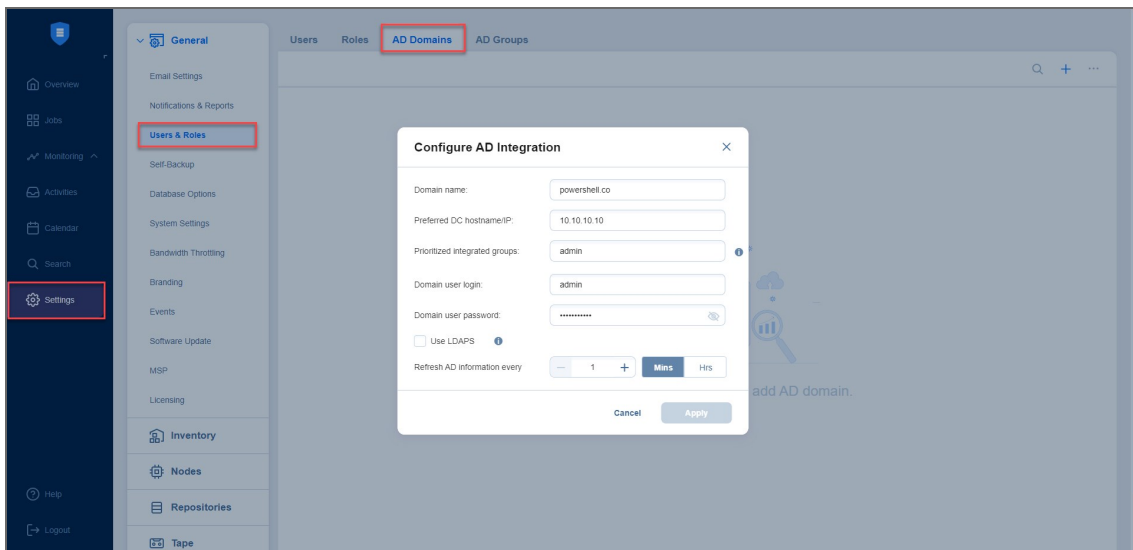 General
Users Roles AD Domains AD Groups
Overview
Jobs
Monitoring
Activities
Calendar
Search
Settings
Help
Logout
Email Settings
Notifications & Reports
Users & Roles
Self-Backup
Database Options
System Settings
Bandwidth Throttling
Branding
Events
Software Update
MSP
Licensing
Inventory
Nodes
Repositories
Tape
Configure AD Integration
Domain name: powershell.co
Preferred DC hostname/IP: 10.10.10.10
Prioritized integrated groups: admin
Domain user login: admin
Domain user password: •••••••••••
Use LDAPS
Refresh AD information every 1 Mins Hrs
Cancel Apply
add AD domain.